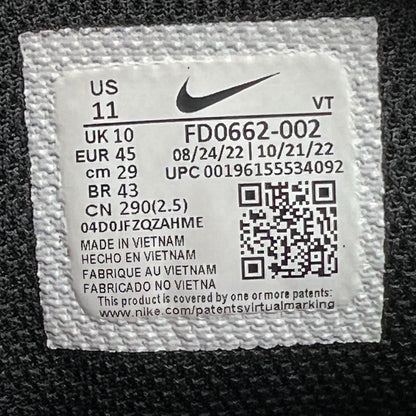 US
11
VT
UK 10
FD0662-002
EUR 45
08/24/22 | 10/21/22
cm 29
UPC 00196155534092
BR 43
CN 290(2.5)
04D0JFZQZAHME
MADE IN VIETNAM
HECHO EN VIETNAM
FABRIQUE AU VIETNAM
FABRICADO NO VIETNA
This product is covered by one or more patents:
www.nike.com/patentsvirtualmarking